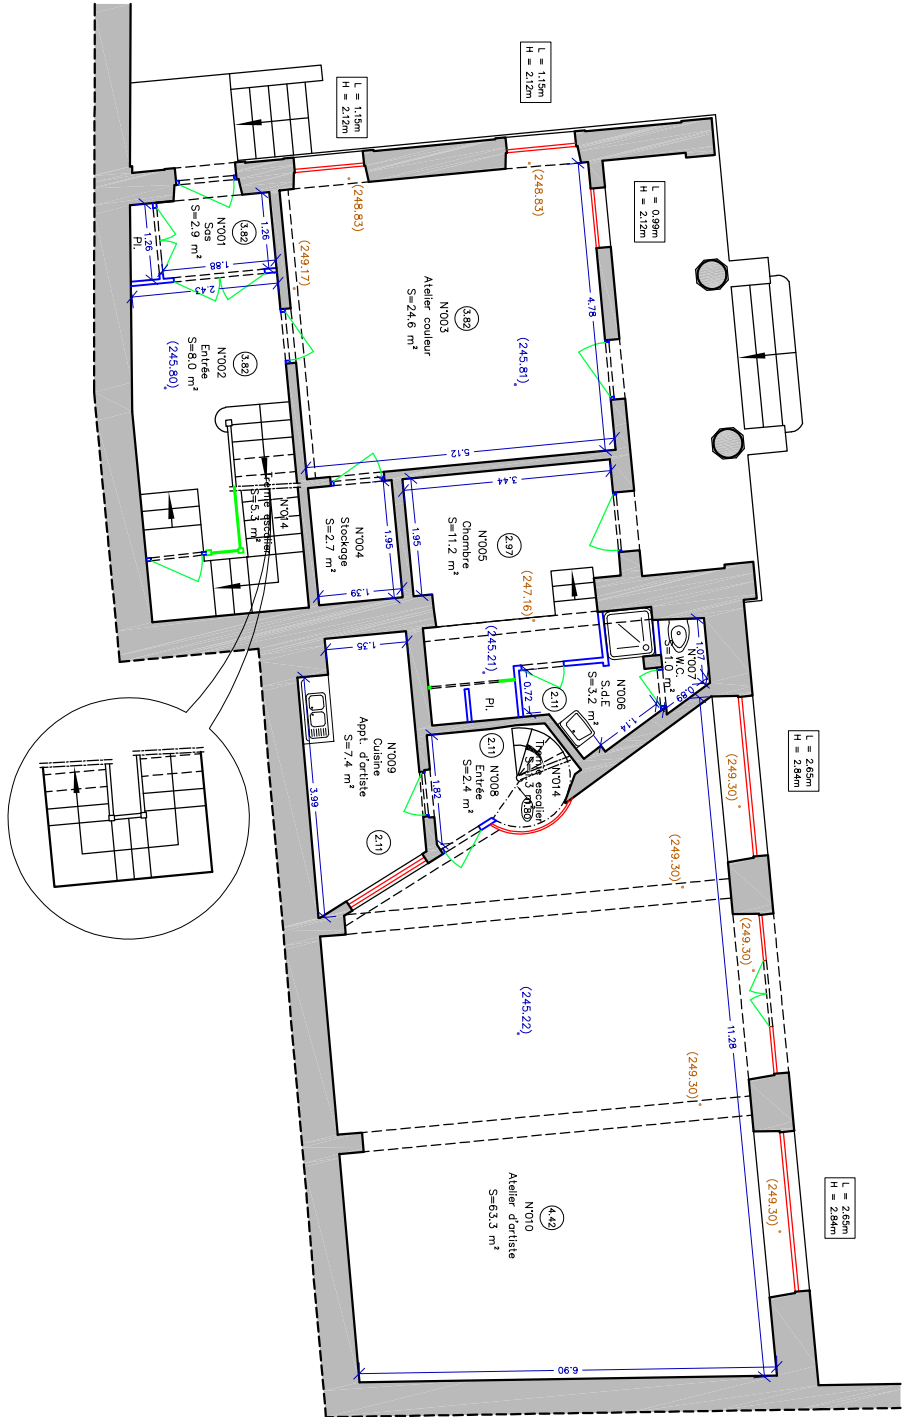 L = 1.15m
H = 2.12m
L = 1.15m
H = 2.12m
L = 0.99m
H = 2.12m
(248.83)
(248.83)
(249.17)
3.82
N°001
Sas
S=2.9 m²
1.26
1.26
1.88
Pl.
2.43
3.82
N°002
Entrée
S=8.0 m²
(245.80)
3.82
N°003
Atelier couleur
S=24.6 m²
(245.81)
4.78
5.12
N°014
Trémie escalier
S=5.3 m²
N°004
Stockage
S=2.7 m²
1.95
1.39
2.97
N°005
Chambre
S=11.2 m²
3.44
1.95
(247.16)
(245.21)
N°007
W.C.
S=1.0 m²
1.07
0.89
N°006
S.d.E
S=3.2 m²
2.11
0.72
1.14
Pl.
1.35
N°009
Cuisine
Appt. d'artiste
S=7.4 m²
2.11
3.99
2.11
N°008
Entrée
S=2.4 m²
1.82
N°014
Trémie escalier
1.80
L = 2.65m
H = 2.84m
(249.30)
(249.30)
(249.30)
(249.30)
(249.30)
11.28
(245.22)
4.42
N°010
Atelier d'artiste
S=63.3 m²
L = 2.65m
H = 2.84m
6.90